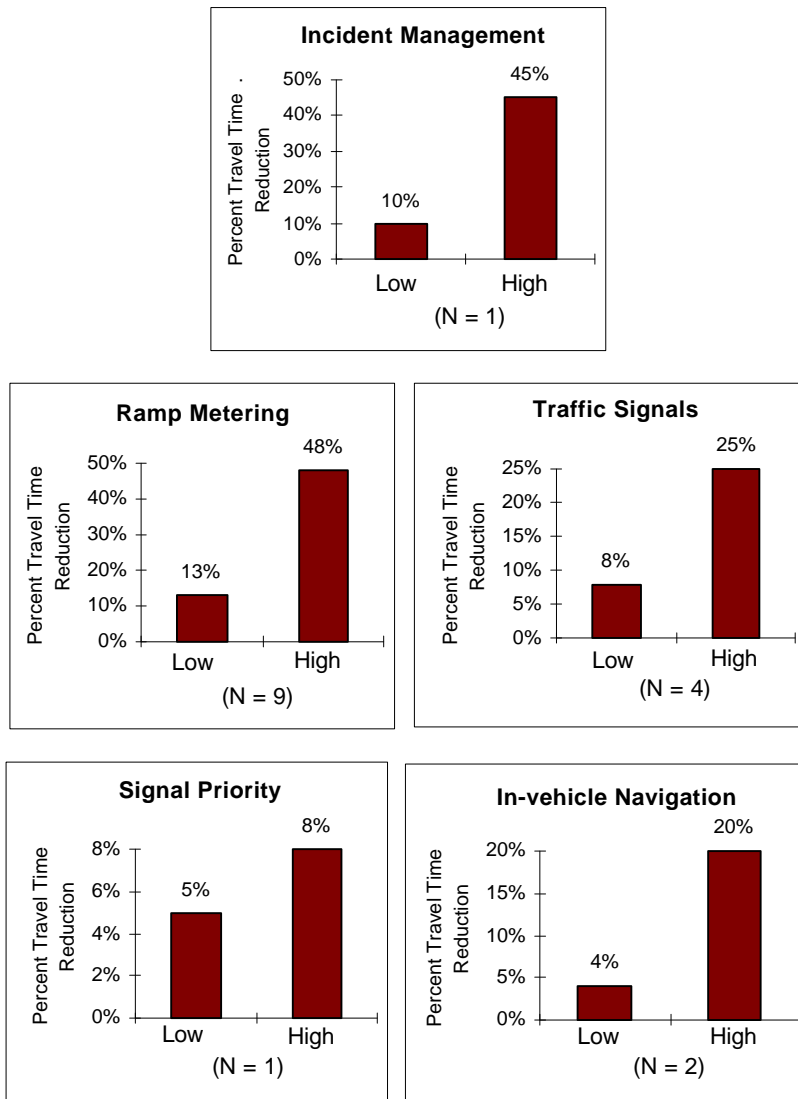 Incident Management
Percent Travel Time .
Reduction
50%
40%
30%
20%
10%
0%
10%
45%
Low
High
(N = 1)
Ramp Metering
Percent Travel Time
Reduction
50%
40%
30%
20%
10%
0%
13%
48%
Low
High
(N = 9)
Traffic Signals
Percent Travel Time
Reduction
25%
20%
15%
10%
5%
0%
8%
25%
Low
High
(N = 4)
Signal Priority
Percent Travel Time
Reduction
8%
6%
4%
2%
0%
5%
8%
Low
High
(N = 1)
In-vehicle Navigation
Percent Travel Time
Reduction
20%
15%
10%
5%
0%
4%
20%
Low
High
(N = 2)